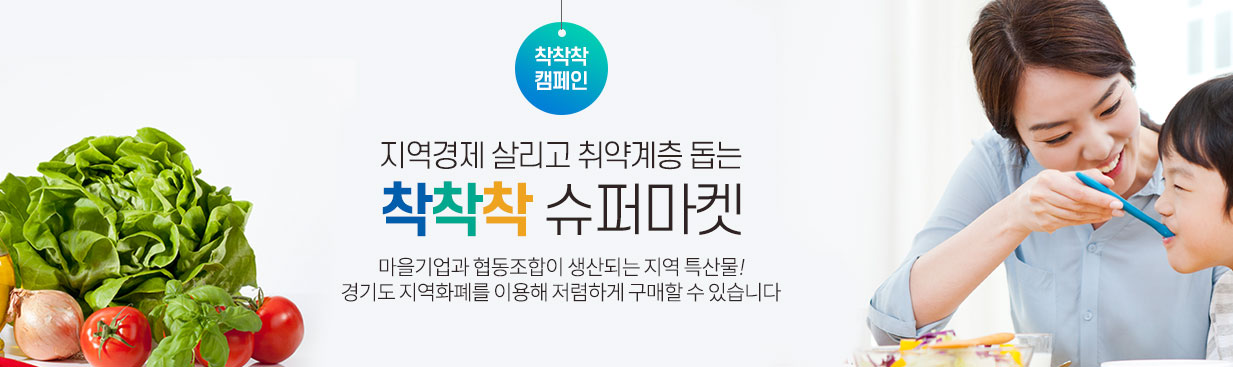 착착착
캠페인
지역경제 살리고 취약계층 돕는
착착착 슈퍼마켓
마을기업과 협동조합이 생산되는 지역 특산물!
경기도 지역화폐를 이용해 저렴하게 구매할 수 있습니다